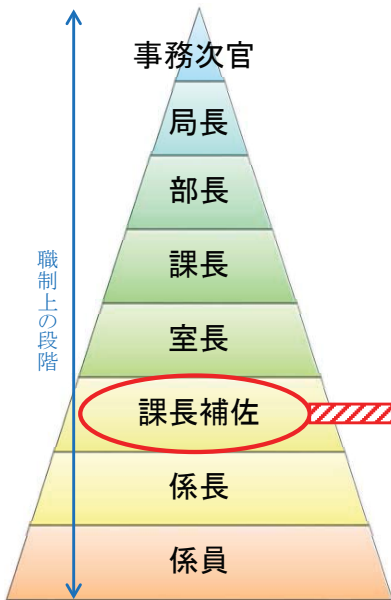 事務次官
局長
部長
課長
室長
課長補佐
係長
係員
職制上の段階